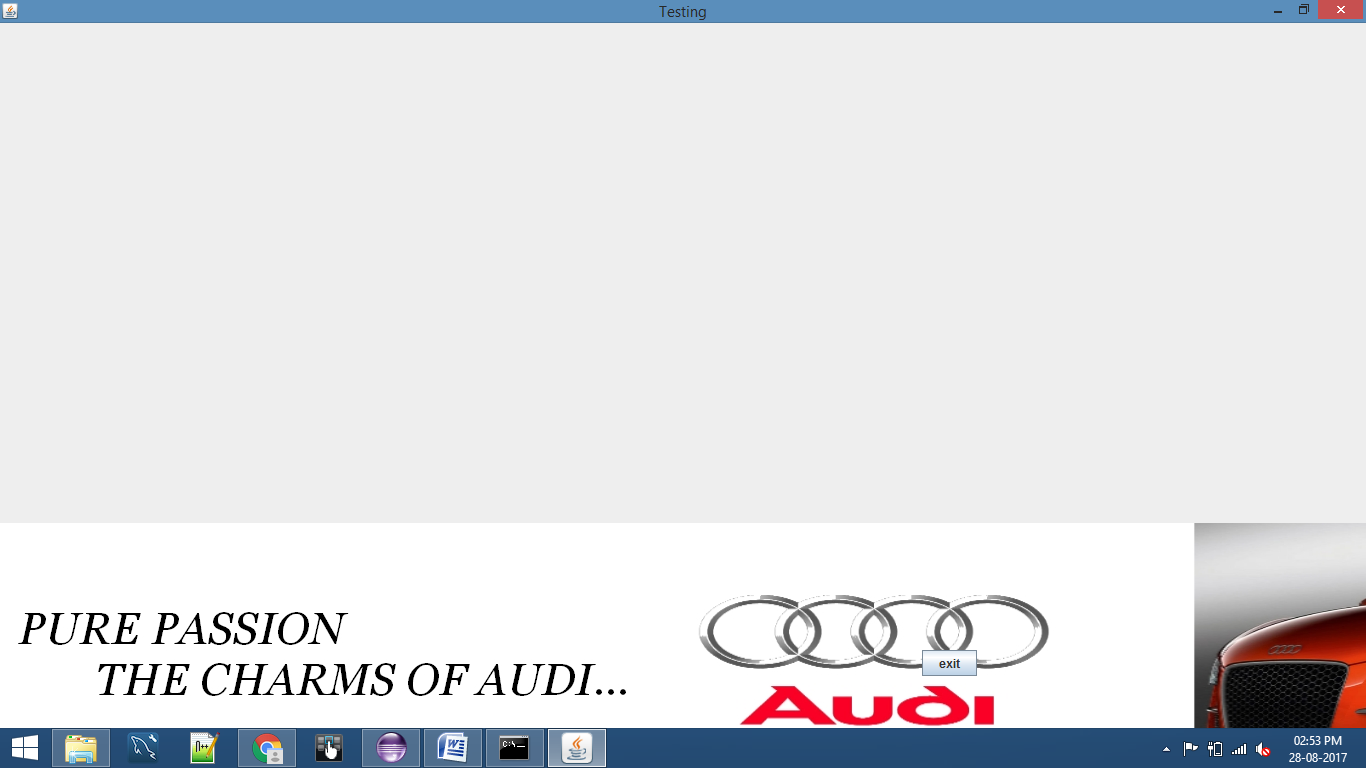 Testing
PURE PASSION
THE CHARMS OF AUDI...
exit
Audi
N++
W
C:\_
02:53 PM
28-08-2017